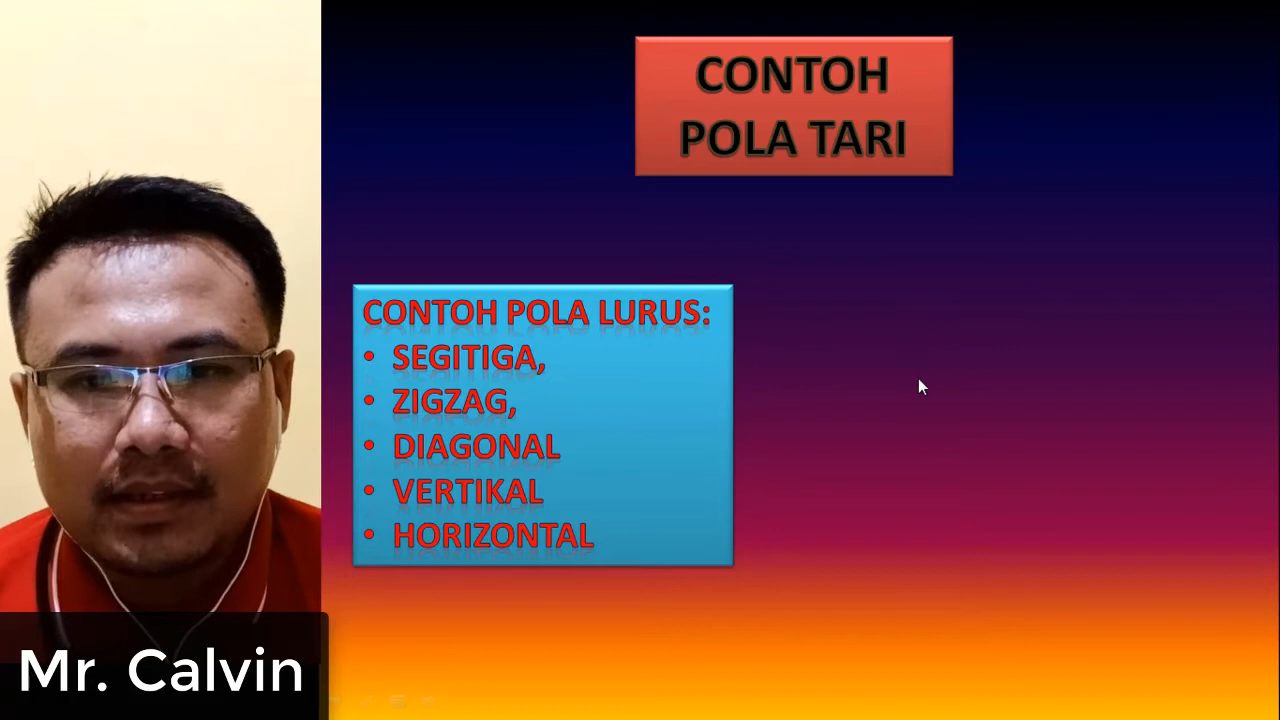 CONTOH
POLA TARI
CONTOH POLA LURUS:
• SEGITIGA,
• ZIGZAG,
• DIAGONAL
• VERTIKAL
• HORIZONTAL
Mr. Calvin